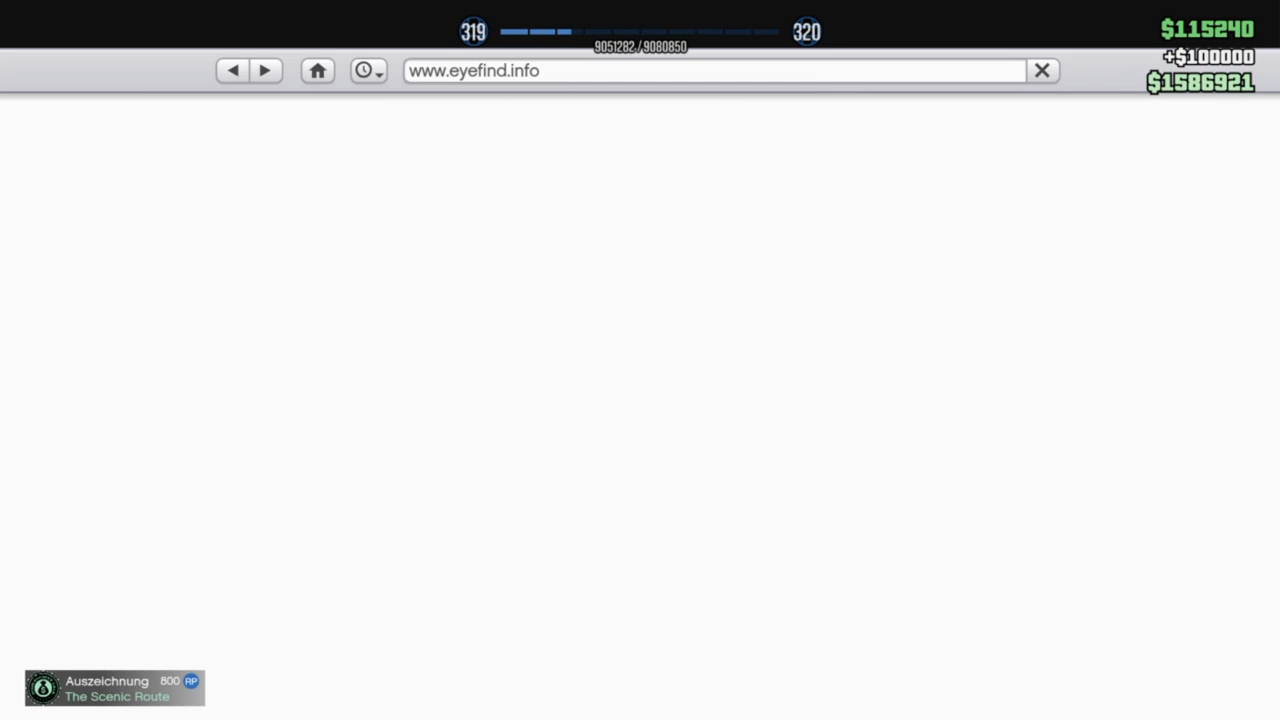 319
320
9051282 / 9080850
$115240
+$100000
$1586921
www.eyefind.info
Auszeichnung 800 RP
The Scenic Route